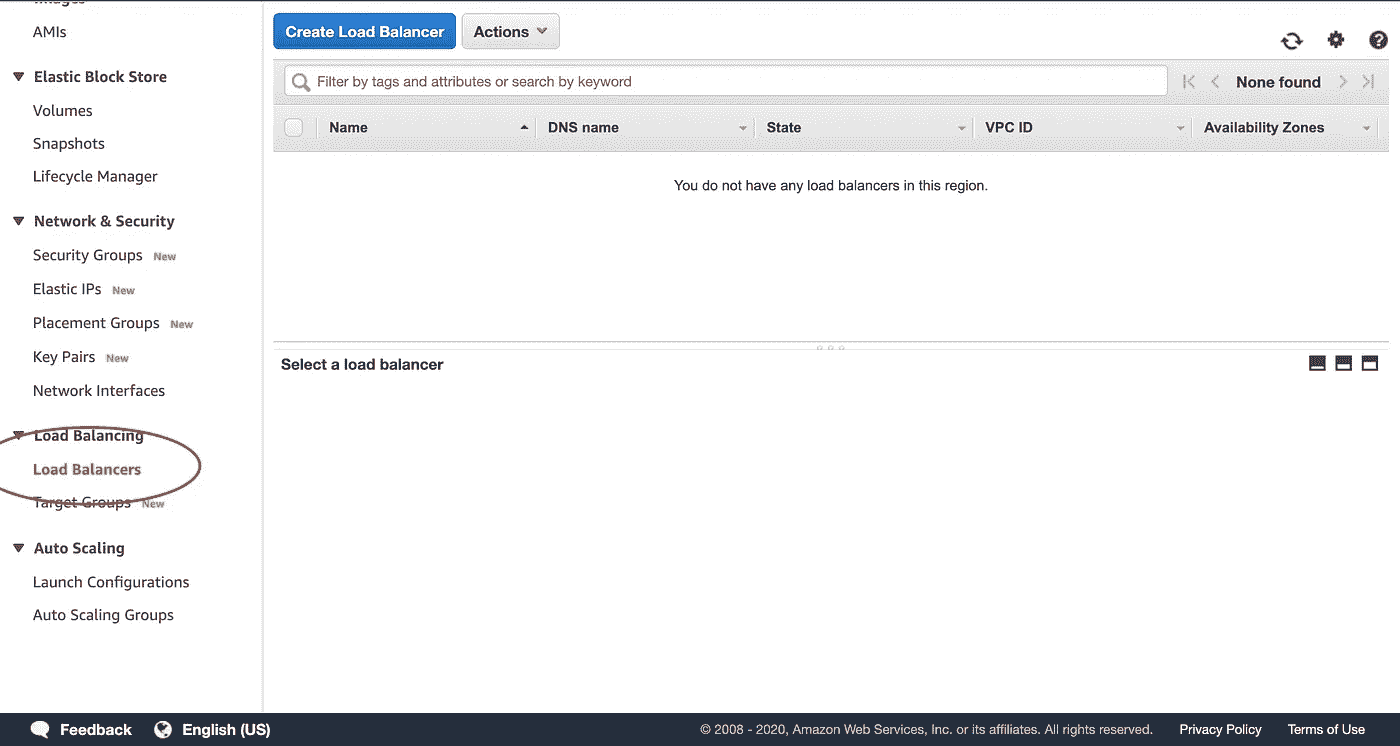 Images
AMIs
Elastic Block Store
Volumes
Snapshots
Lifecycle Manager
Network & Security
Security Groups New
Elastic IPs New
Placement Groups New
Key Pairs New
Network Interfaces
Load Balancing
Load Balancers
Target Groups New
Auto Scaling
Launch Configurations
Auto Scaling Groups
Create Load Balancer Actions
Filter by tags and attributes or search by keyword None found
Name DNS name State VPC ID Availability Zones
You do not have any load balancers in this region.
Select a load balancer
Feedback English (US) © 2008 - 2020, Amazon Web Services, Inc. or its affiliates. All rights reserved. Privacy Policy Terms of Use